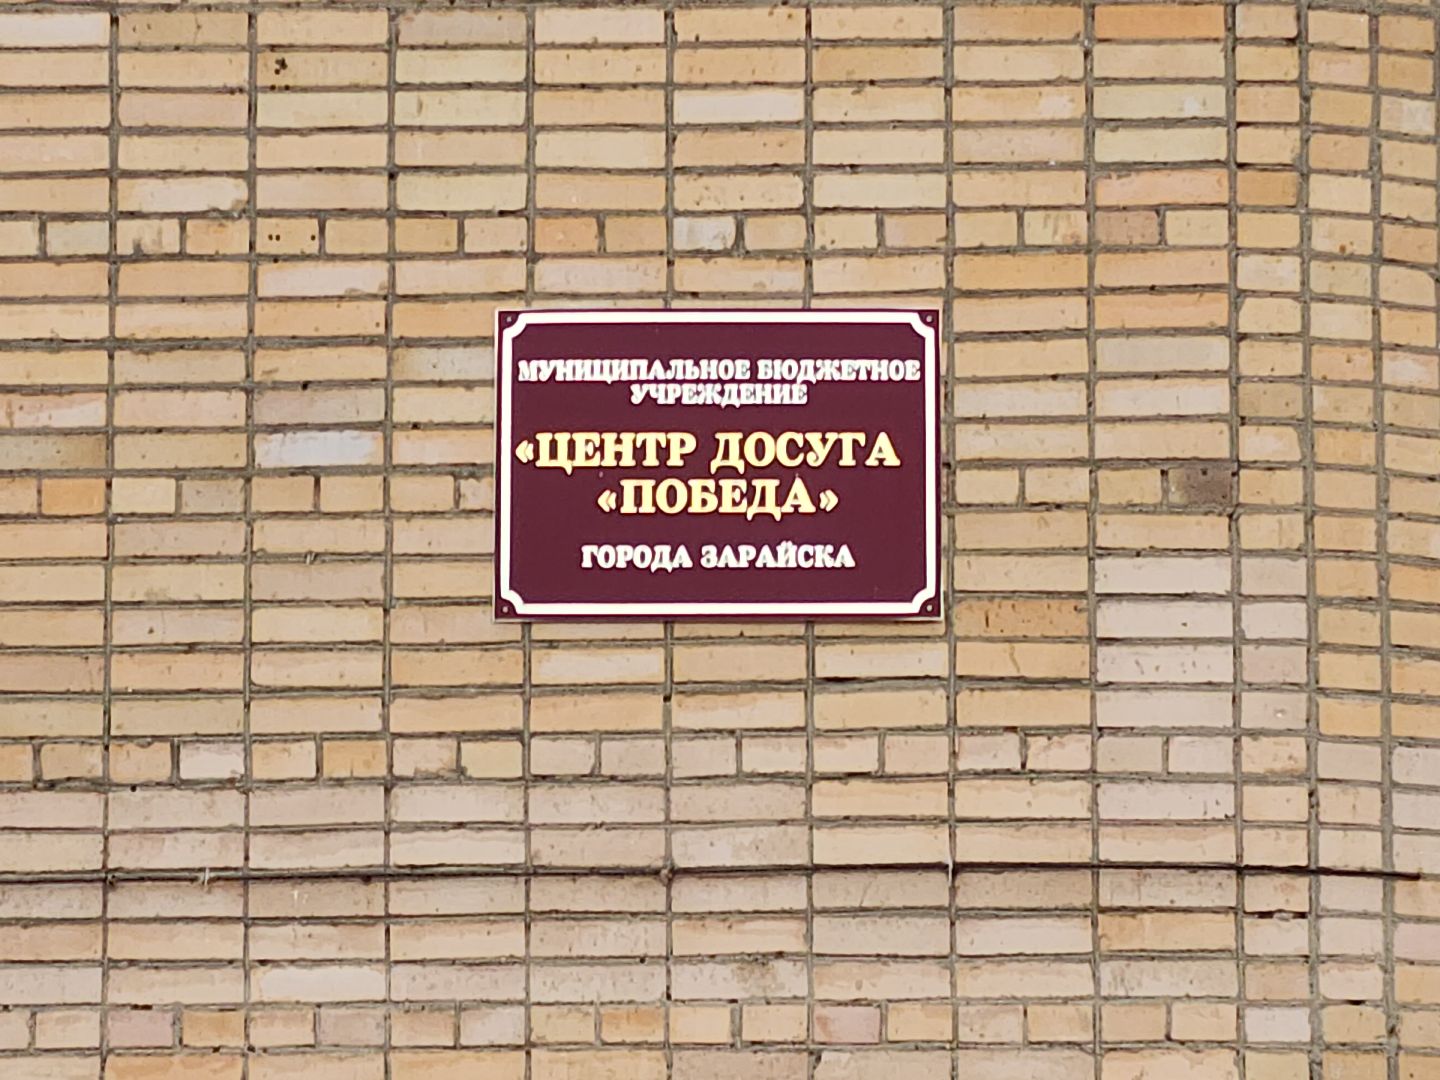 МУНИЦИПАЛЬНОЕ БЮДЖЕТНОЕ
УЧРЕЖДЕНИЕ
«ЦЕНТР ДОСУГА
«ПОБЕДА»
ГОРОДА ЗАРАЙСКА